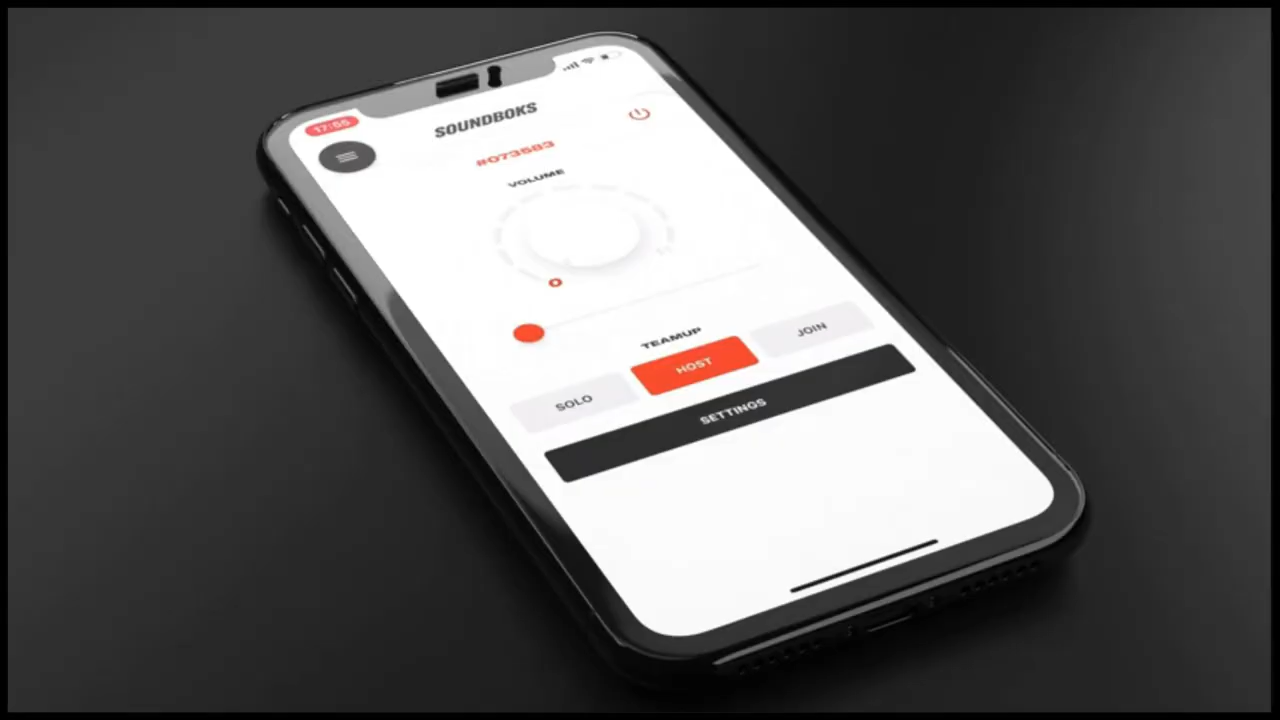 17:55
SOUNDBOKS
#073583
VOLUME
0
TEAMUP
SOLO
HOST
JOIN
SETTINGS